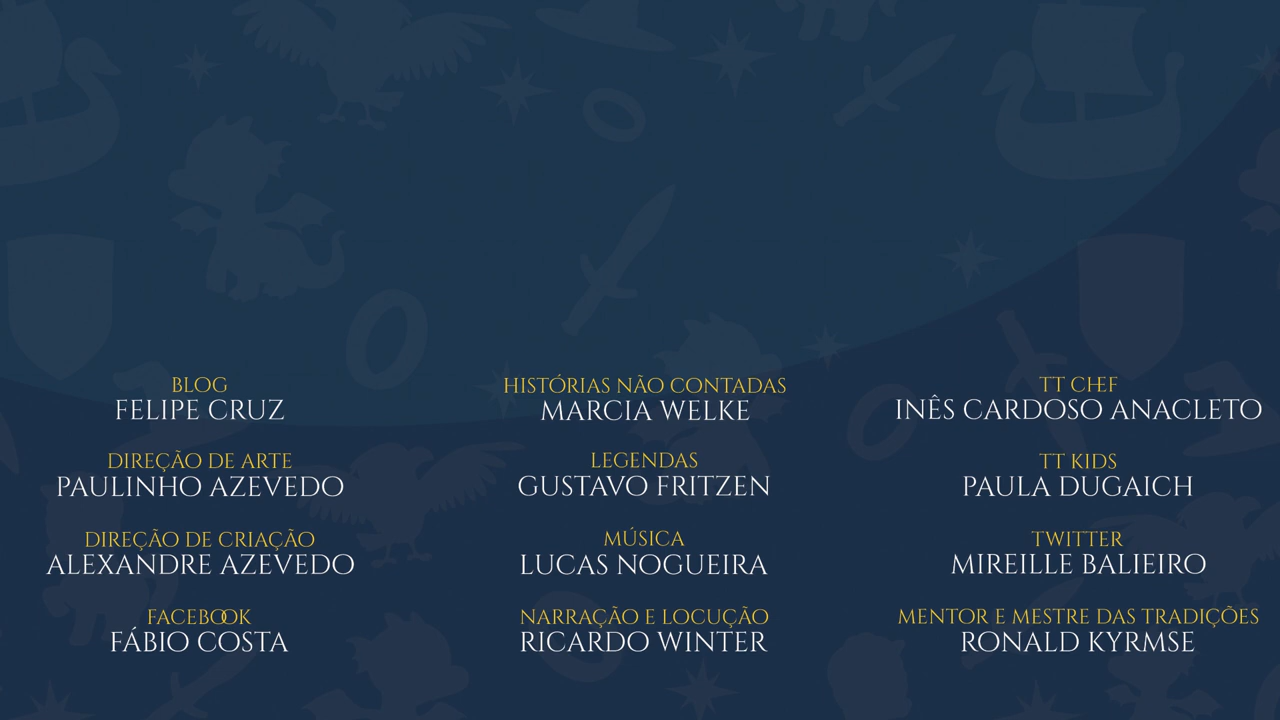 BLOG
FELIPE CRUZ
DIREÇÃO DE ARTE
PAULINHO AZEVEDO
DIREÇÃO DE CRIAÇÃO
ALEXANDRE AZEVEDO
FACEBOOK
FÁBIO COSTA
HISTÓRIAS NÃO CONTADAS
MARCIA WELKE
LEGENDAS
GUSTAVO FRITZEN
MÚSICA
LUCAS NOGUEIRA
NARRAÇÃO E LOCUÇÃO
RICARDO WINTER
TT CHEF
INÊS CARDOSO ANACLETO
TT KIDS
PAULA DUGAICH
TWITTER
MIREILLE BALIEIRO
MENTOR E MESTRE DAS TRADIÇÕES
RONALD KYRMSE